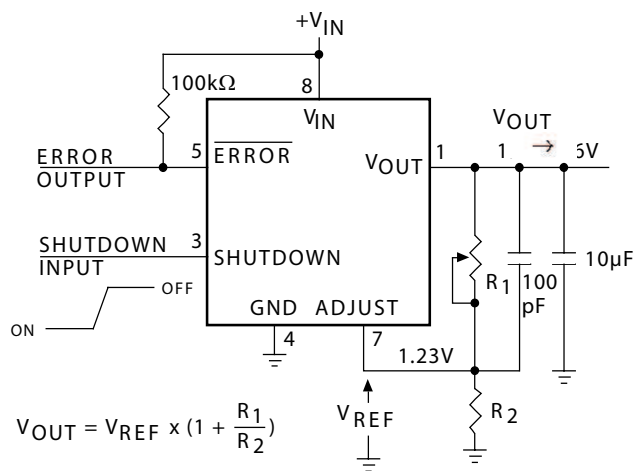 +VIN
100kΩ
8
VIN
ERROR OUTPUT
5
ERROR
VOUT
1
VOUT
1 → 6V
SHUTDOWN INPUT
3
SHUTDOWN
OFF
ON
GND
ADJUST
4
7
1.23V
R1
100 pF
10µF
VREF
R2
VOUT = VREF x (1 + R1/R2)